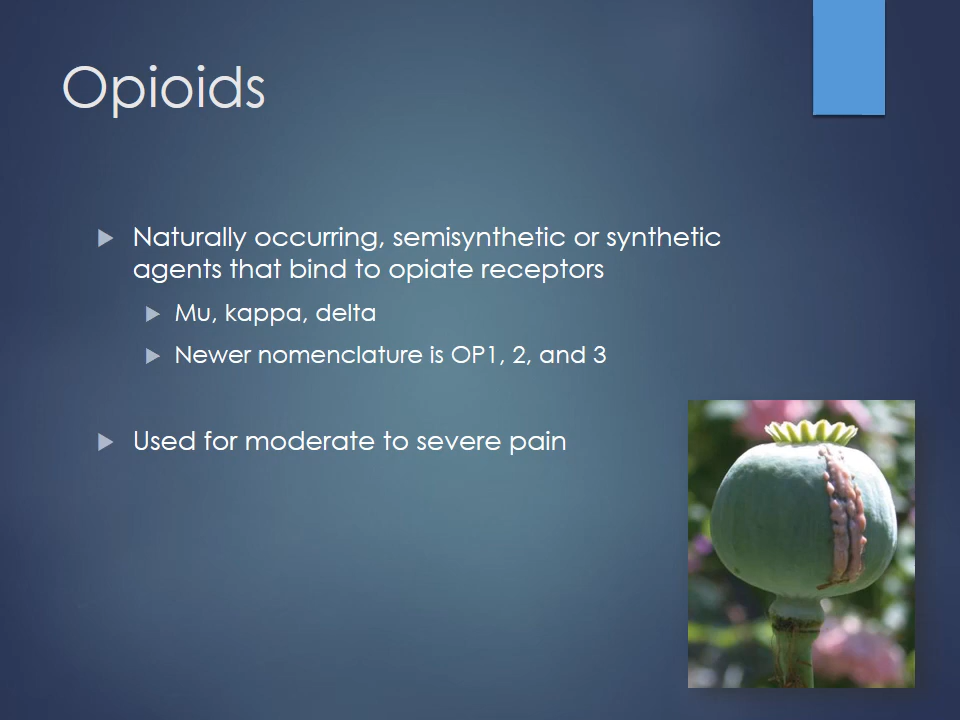 Opioids
Naturally occurring, semisynthetic or synthetic
agents that bind to opiate receptors
Mu, kappa, delta
Newer nomenclature is OP1, 2, and 3
Used for moderate to severe pain